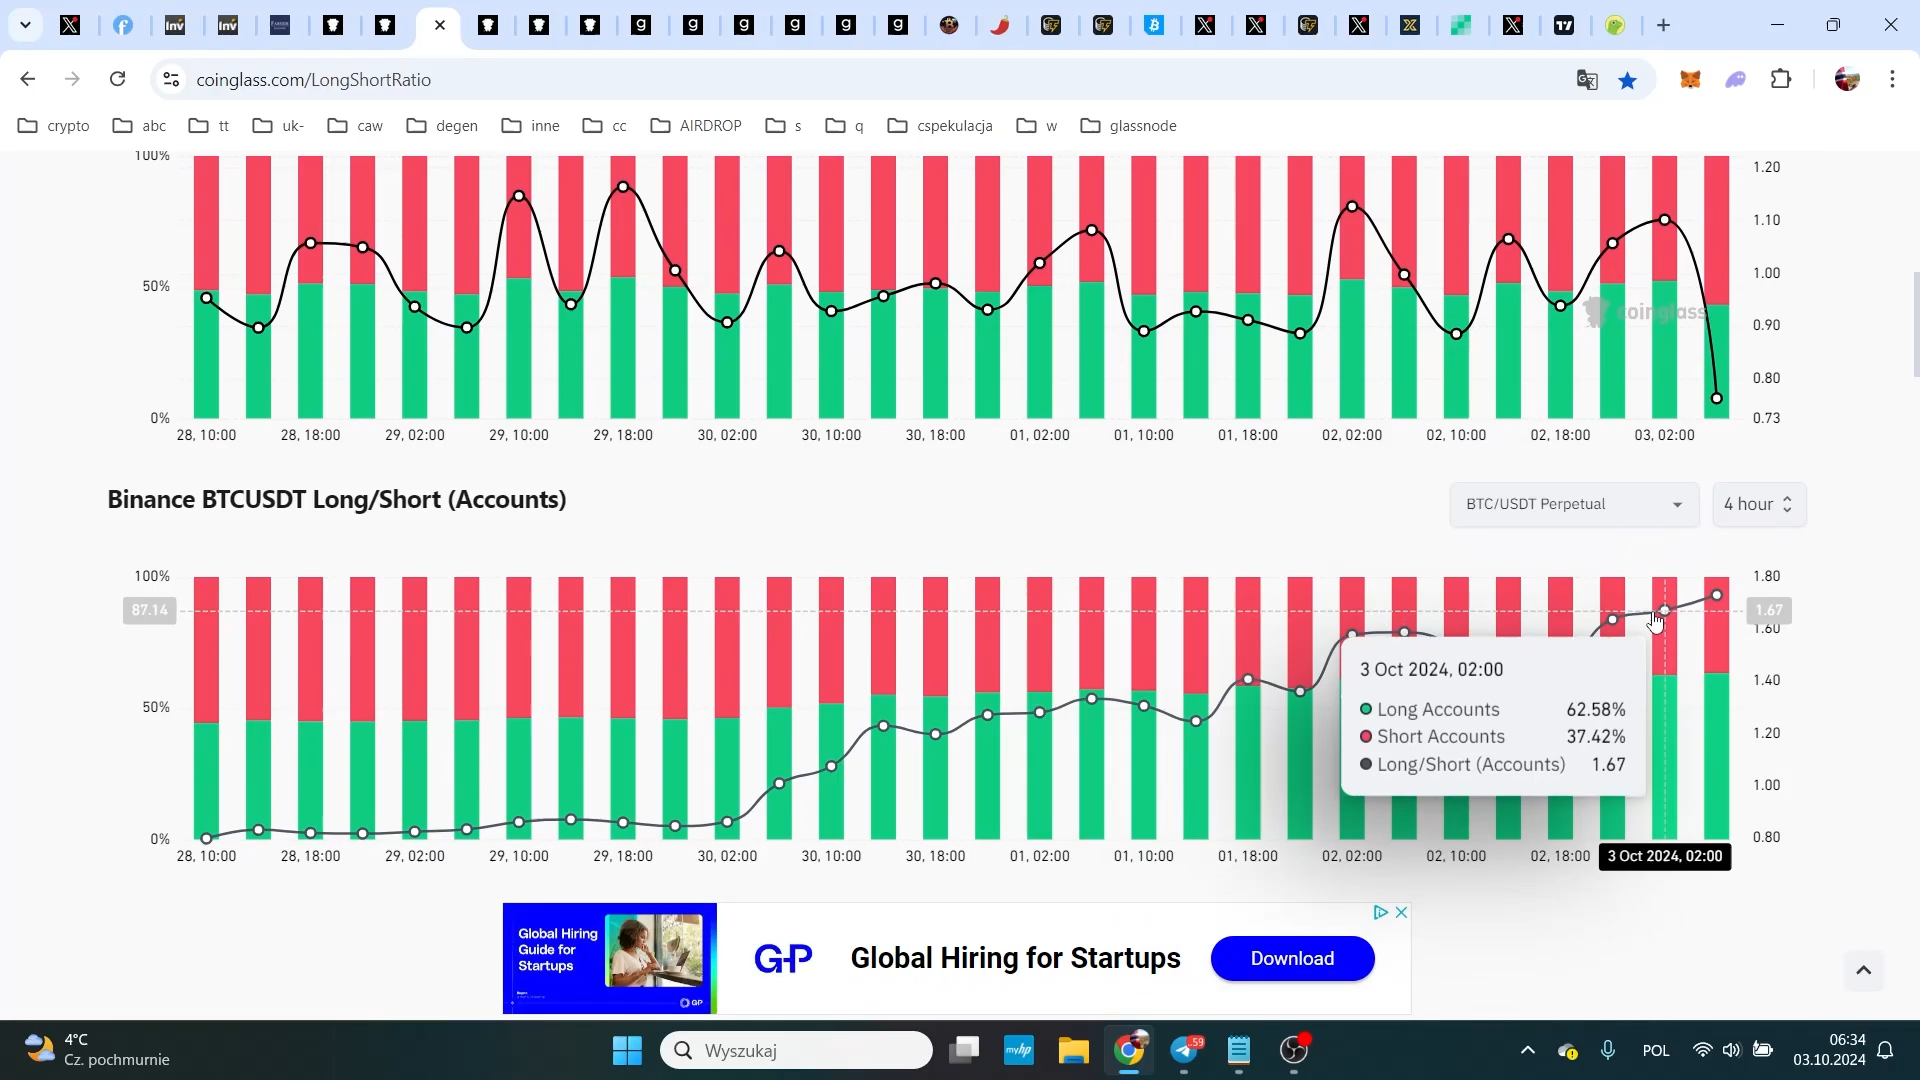 coinglass.com/LongShortRatio
crypto
abc
tt
uk-
caw
degen
inne
cc
AIRDROP
s
q
cspekulacja
w
glassnode
100%
50%
0%
1.20
1.10
1.00
0.90
0.80
0.73
coinglass
28, 10:00
28, 18:00
29, 02:00
29, 10:00
29, 18:00
30, 02:00
30, 10:00
30, 18:00
01, 02:00
01, 10:00
01, 18:00
02, 02:00
02, 10:00
02, 18:00
03, 02:00
Binance BTCUSDT Long/Short (Accounts)
BTC/USDT Perpetual
4 hour
100%
87.14
50%
0%
1.80
1.67
1.60
1.40
1.20
1.00
0.80
3 Oct 2024, 02:00
Long Accounts 62.58%
Short Accounts 37.42%
Long/Short (Accounts) 1.67
28, 10:00
28, 18:00
29, 02:00
29, 10:00
29, 18:00
30, 02:00
30, 10:00
30, 18:00
01, 02:00
01, 10:00
01, 18:00
02, 02:00
02, 10:00
02, 18:00
3 Oct 2024, 02:00
Global Hiring
Guide for
Startups
GP
G-P
Global Hiring for Startups
Download
4°C
Cz. pochmurnie
Wyszukaj
myhp
59
POL
06:34
03.10.2024